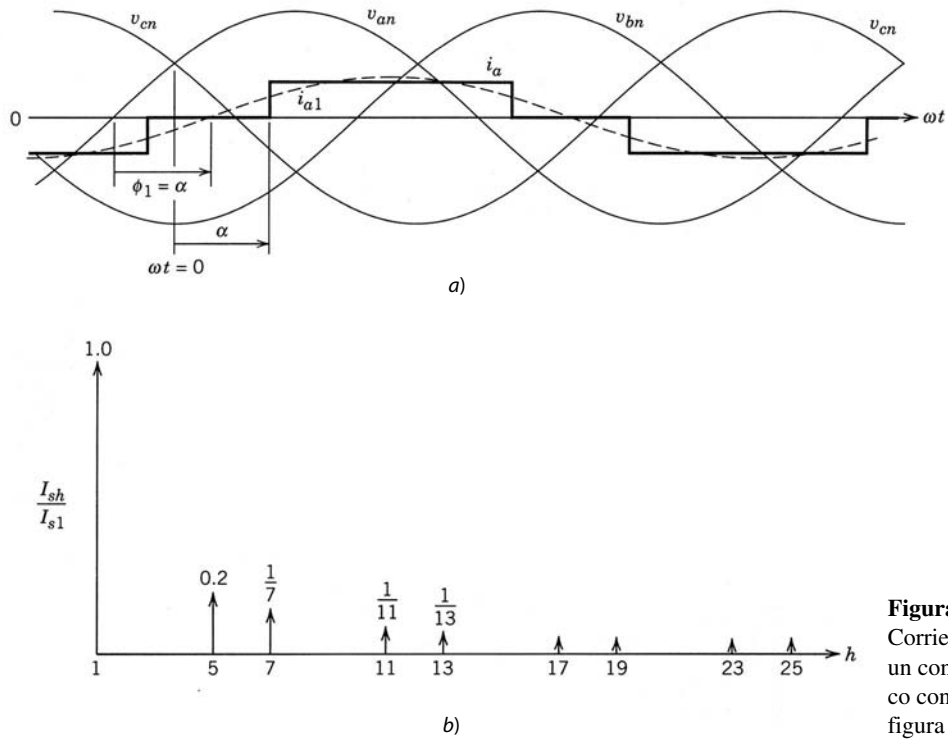 v_cn v_an v_bn v_cn
i_a
i_a1
0 ωt
ϕ_1 = α
α
ωt = 0
a)
1.0
I_sh/I_s1
0.2 1/7 1/11 1/13
1 5 7 11 13 17 19 23 25 h
b)
Figura
Corrie
un con
co con
figura